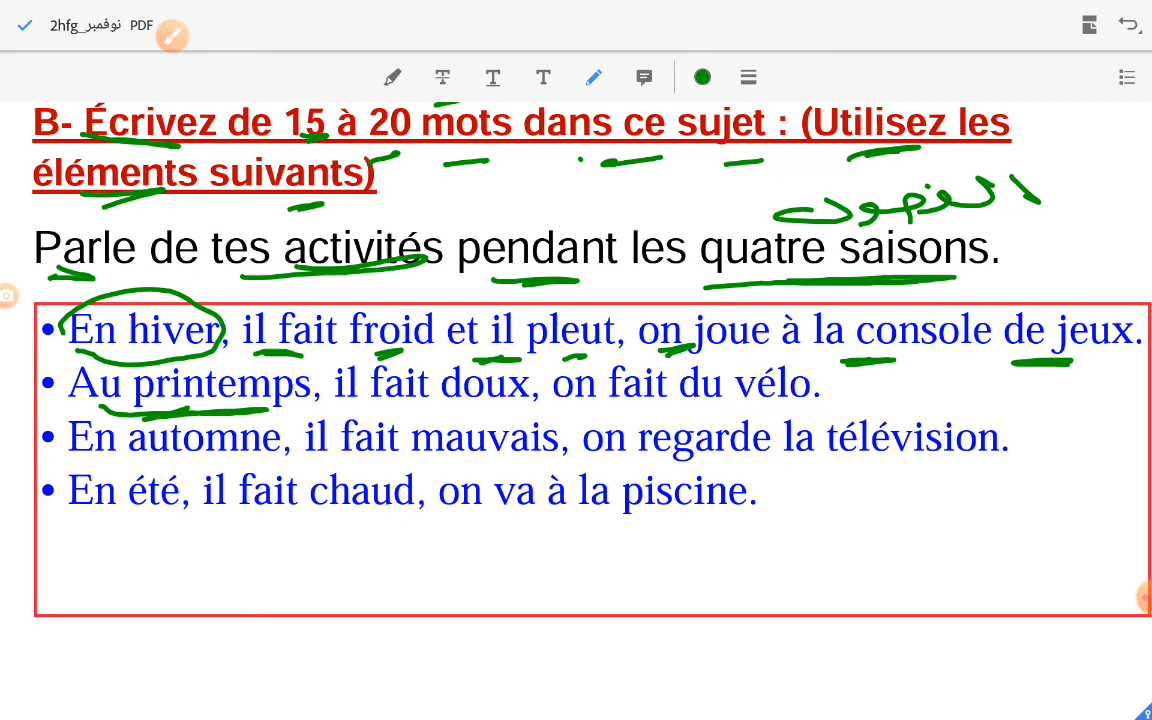 2hfg_نوفمبر PDF
B- Écrivez de 15 à 20 mots dans ce sujet : (Utilisez les
éléments suivants)
Parle de tes activités pendant les quatre saisons.
• En hiver, il fait froid et il pleut, on joue à la console de jeux.
• Au printemps, il fait doux, on fait du vélo.
• En automne, il fait mauvais, on regarde la télévision.
• En été, il fait chaud, on va à la piscine.